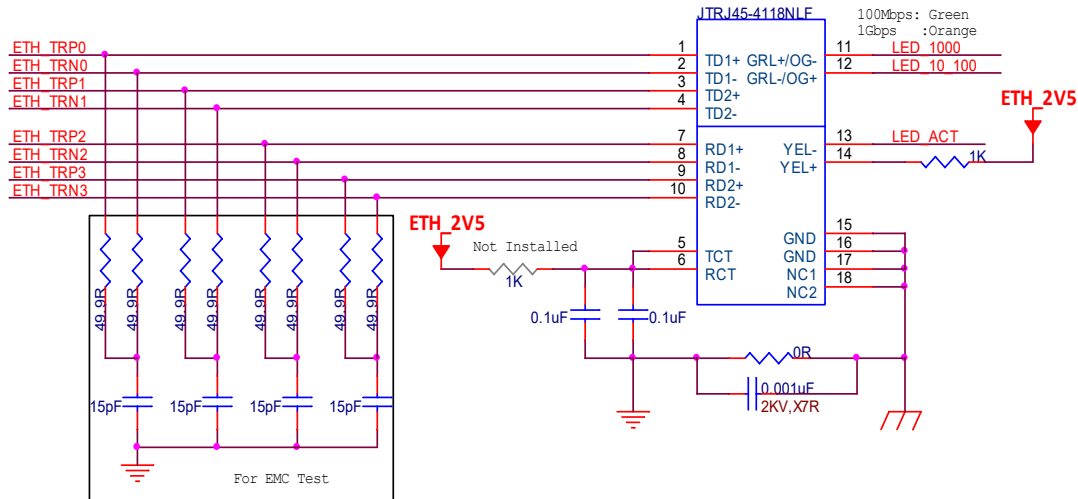 JTRJ45-4118NLF
100Mbps: Green
1Gbps :Orange
ETH_TRP0 1 TD1+ GRL+/OG- 11 LED_1000
ETH_TRN0 2 TD1- GRL-/OG+ 12 LED_10_100
ETH_TRP1 3 TD2+
ETH_TRN1 4 TD2-
ETH_2V5
ETH_TRP2 7 RD1+ YEL- 13 LED_ACT
ETH_TRN2 8 RD1- YEL+ 14 1K
ETH_TRP3 9 RD2+
ETH_TRN3 10 RD2-
ETH_2V5
Not Installed
1K
5 TCT
6 RCT
GND 15
GND 16
NC1 17
NC2 18
49.9R 49.9R 49.9R 49.9R 49.9R 49.9R 49.9R 49.9R
0.1uF 0.1uF
0R
0.001uF
2KV,X7R
15pF 15pF 15pF 15pF
For EMC Test